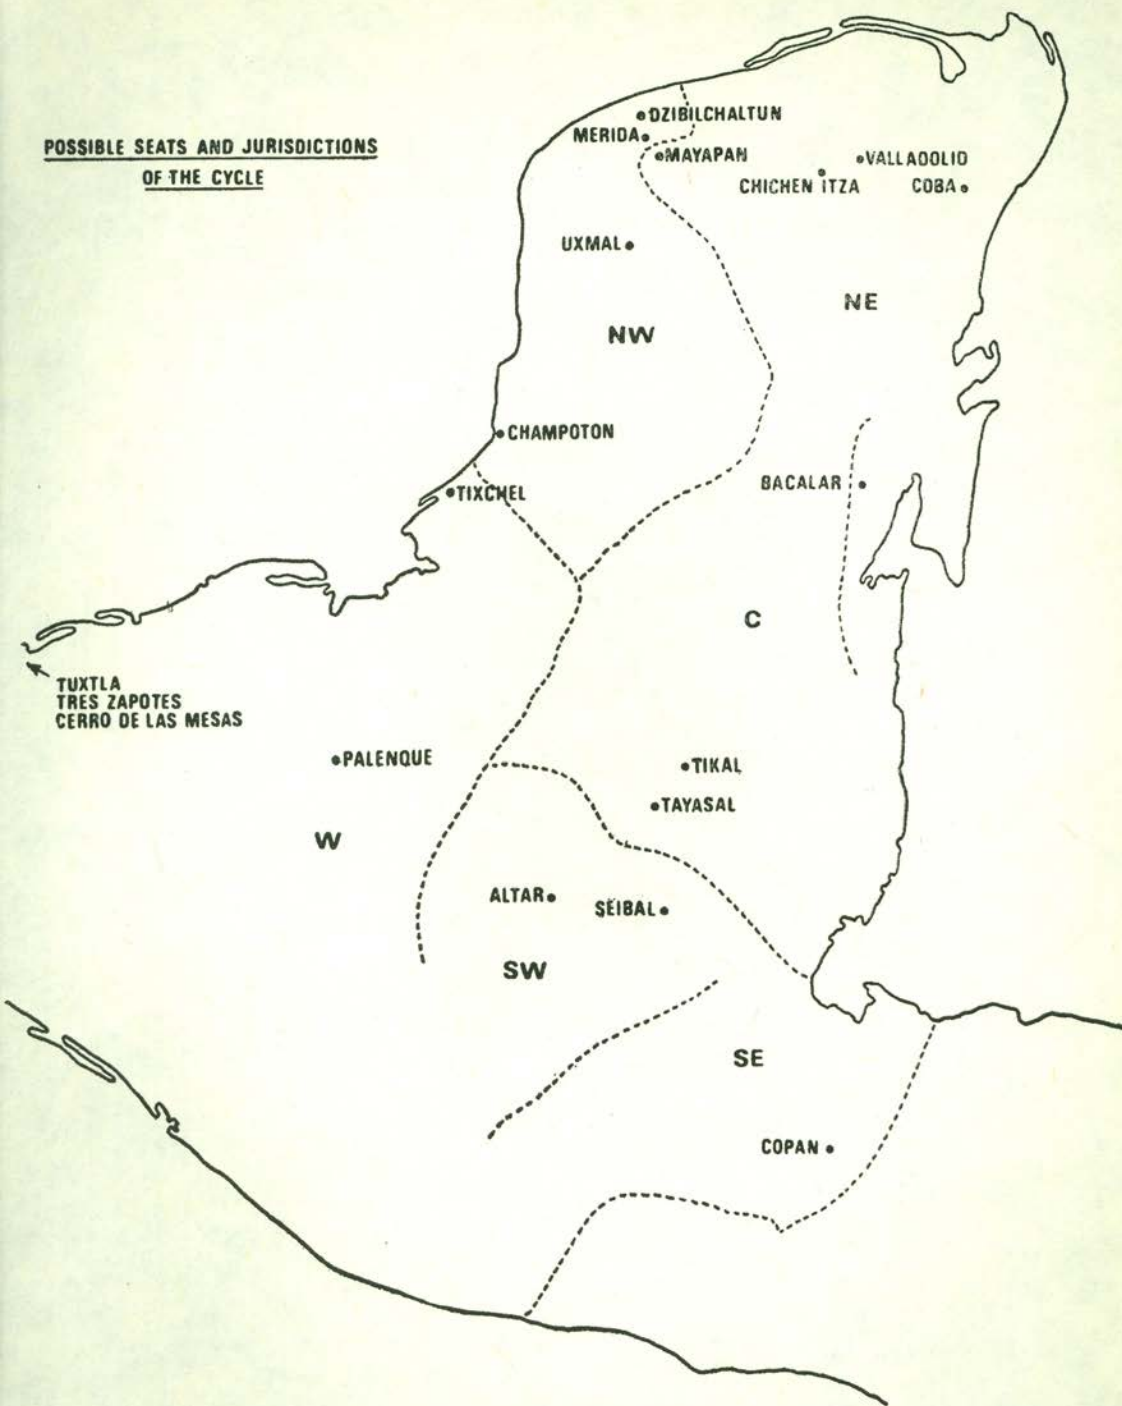 POSSIBLE SEATS AND JURISDICTIONS
OF THE CYCLE
DZIBILCHALTUN
MERIDA
MAYAPAN
VALLADOLID
CHICHEN ITZA
COBA
UXMAL
NE
NW
CHAMPOTON
BACALAR
TIXCHEL
C
TUXTLA
TRES ZAPOTES
CERRO DE LAS MESAS
PALENQUE
TIKAL
TAYASAL
W
ALTAR
SEIBAL
SW
SE
COPAN